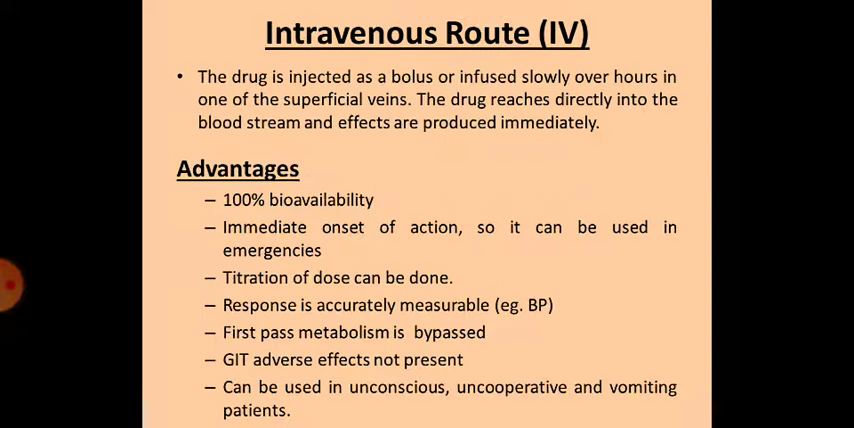 Intravenous Route (IV)
• The drug is injected as a bolus or infused slowly over hours in
one of the superficial veins. The drug reaches directly into the
blood stream and effects are produced immediately.
Advantages
– 100% bioavailability
– Immediate onset of action, so it can be used in
emergencies
– Titration of dose can be done.
– Response is accurately measurable (eg. BP)
– First pass metabolism is bypassed
– GIT adverse effects not present
– Can be used in unconscious, uncooperative and vomiting
patients.